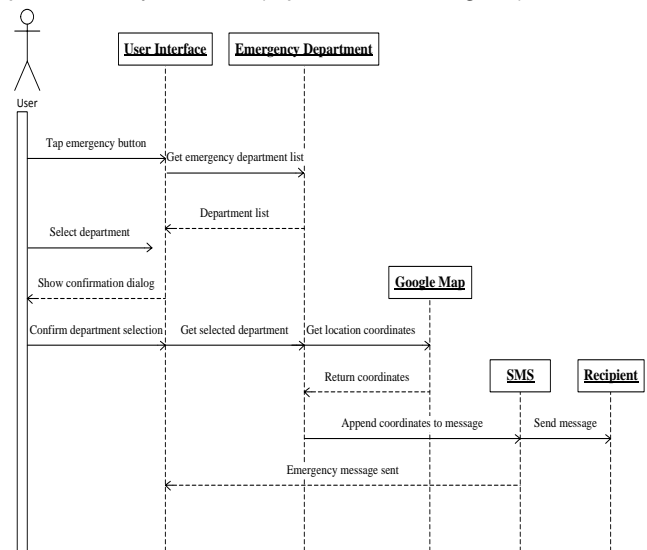 User Interface
Emergency Department
User
Tap emergency button
Get emergency department list
Department list
Select department
Show confirmation dialog
Google Map
Confirm department selection
Get selected department
Get location coordinates
Return coordinates
SMS
Recipient
Append coordinates to message
Send message
Emergency message sent